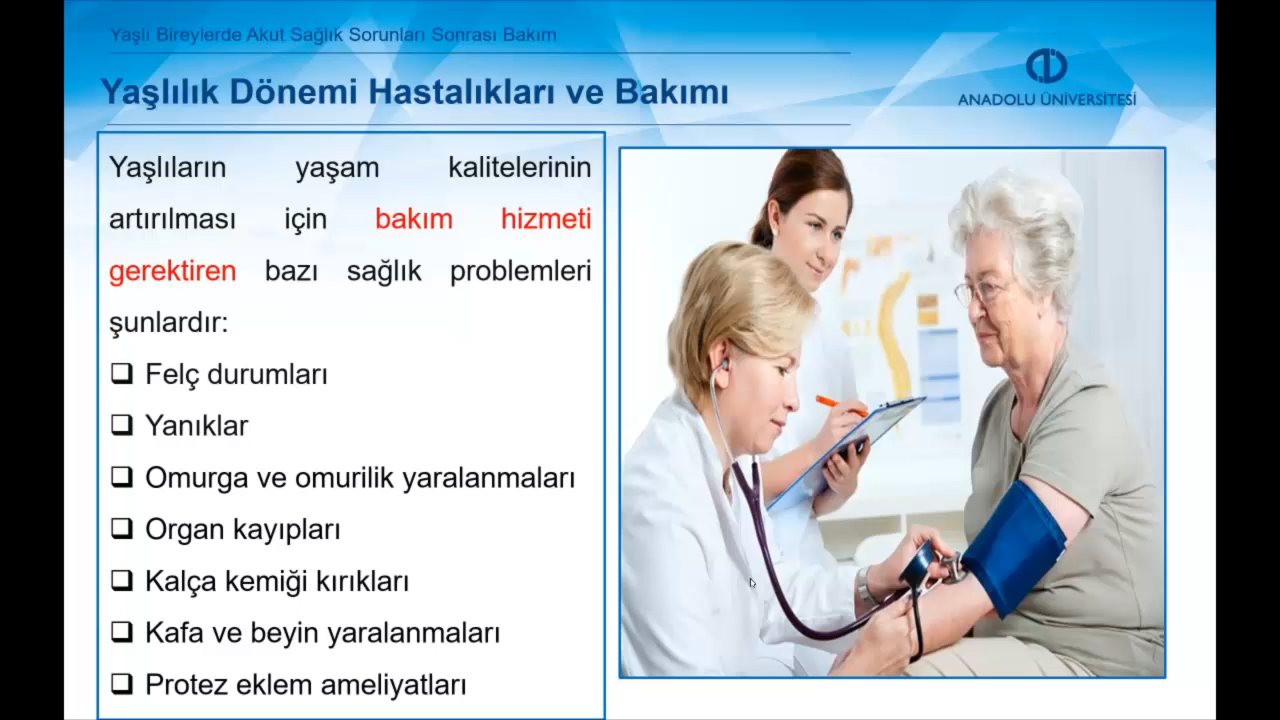 Yaşlı Bireylerde Akut Sağlık Sorunları Sonrası Bakım
Yaşlılık Dönemi Hastalıkları ve Bakımı
ANADOLU ÜNİVERSİTESİ
Yaşlıların yaşam kalitelerinin
artırılması için bakım hizmeti
gerektiren bazı sağlık problemleri
şunlardır:
Felç durumları
Yanıklar
Omurga ve omurilik yaralanmaları
Organ kayıpları
Kalça kemiği kırıkları
Kafa ve beyin yaralanmaları
Protez eklem ameliyatları